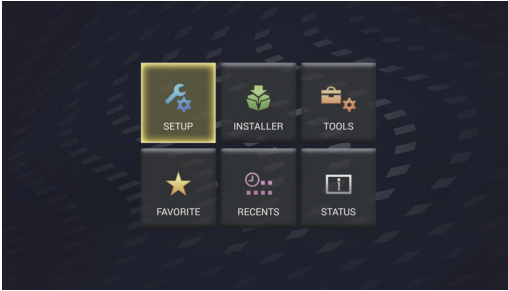 SETUP
INSTALLER
TOOLS
FAVORITE
RECENTS
STATUS